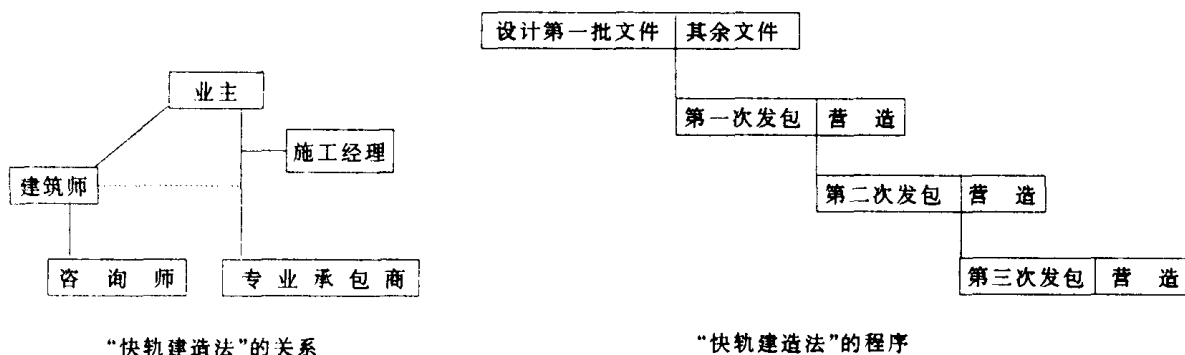 设计第一批文件 其余文件
业主
第一次发包 营造
施工经理
建筑师
第二次发包 营造
咨询师 专业承包商
第三次发包 营造
“快轨建造法”的关系
“快轨建造法”的程序